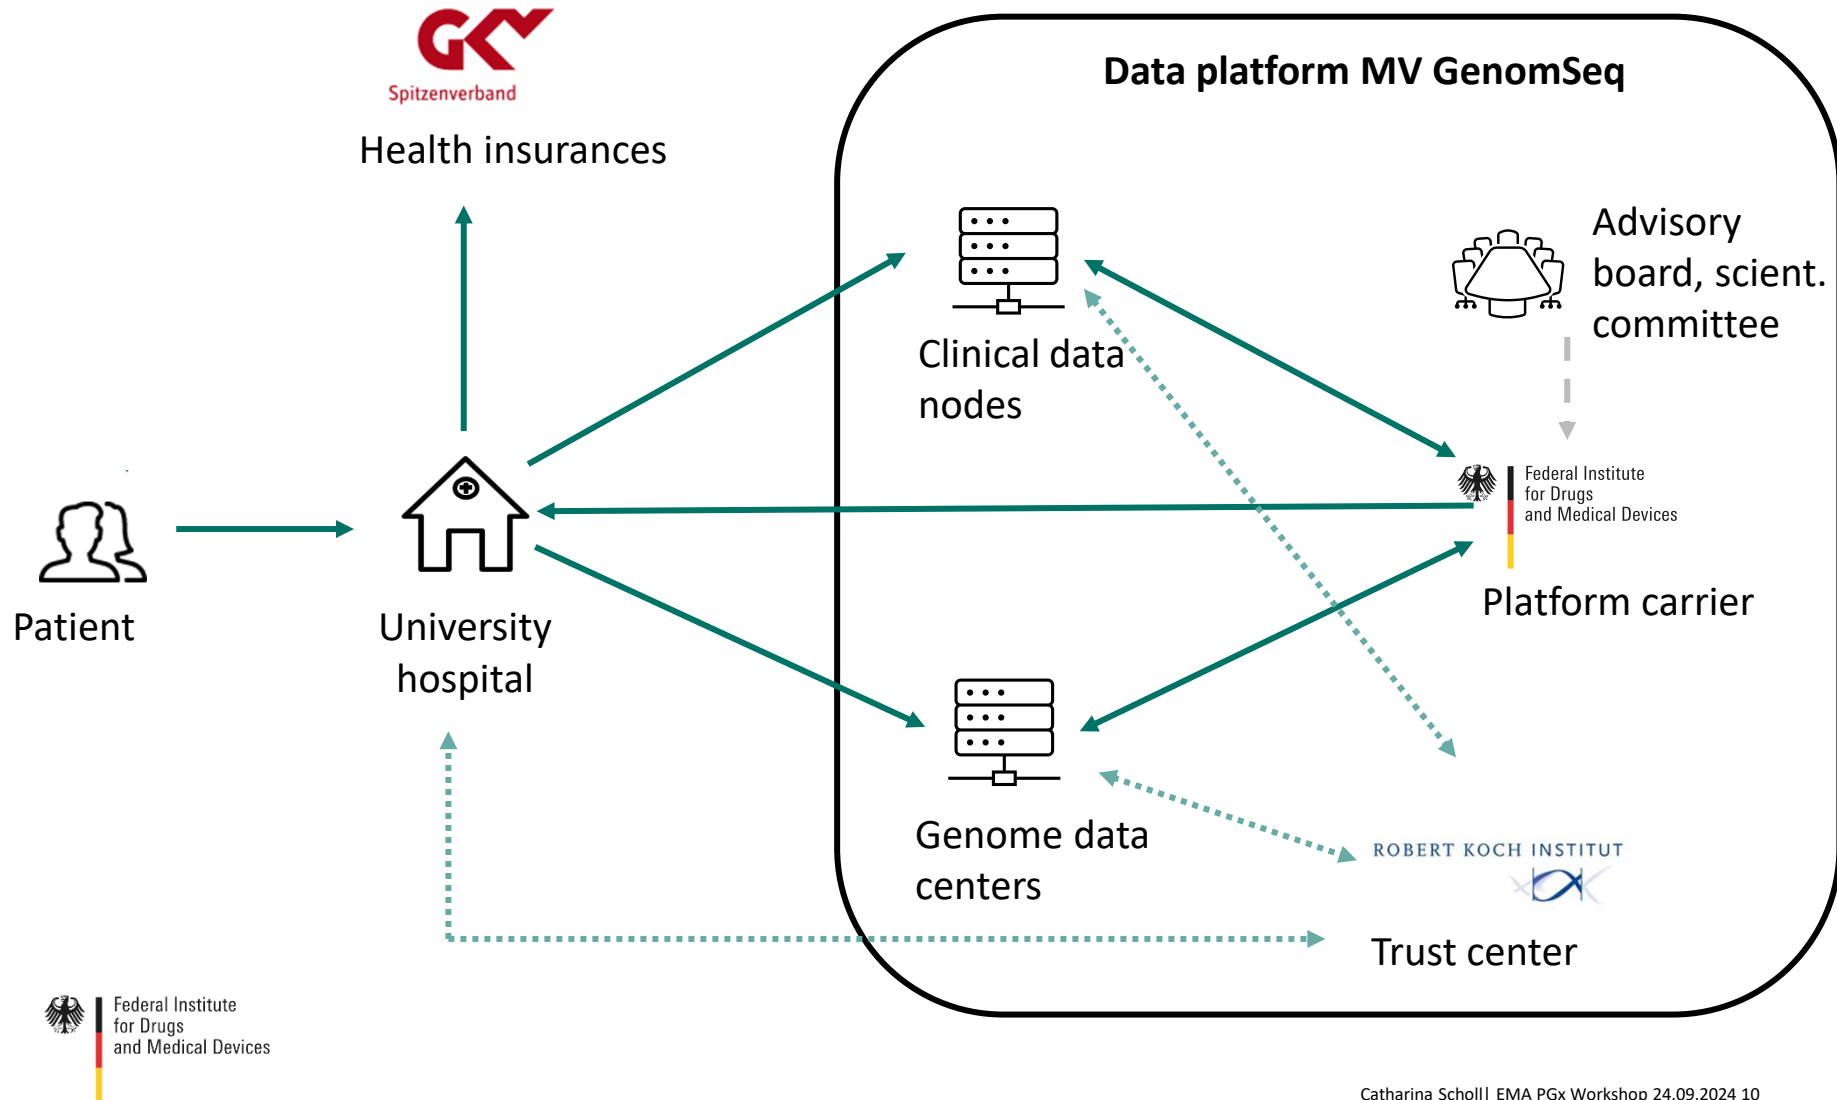 GKV
Spitzenverband
Health insurances
Data platform MV GenomSeq
Advisory
board, scient.
committee
Clinical data
nodes
Federal Institute
for Drugs
and Medical Devices
Platform carrier
Patient
University
hospital
Genome data
centers
ROBERT KOCH INSTITUT
Trust center
Federal Institute
for Drugs
and Medical Devices
Catharina Scholl| EMA PGx Workshop 24.09.2024 10